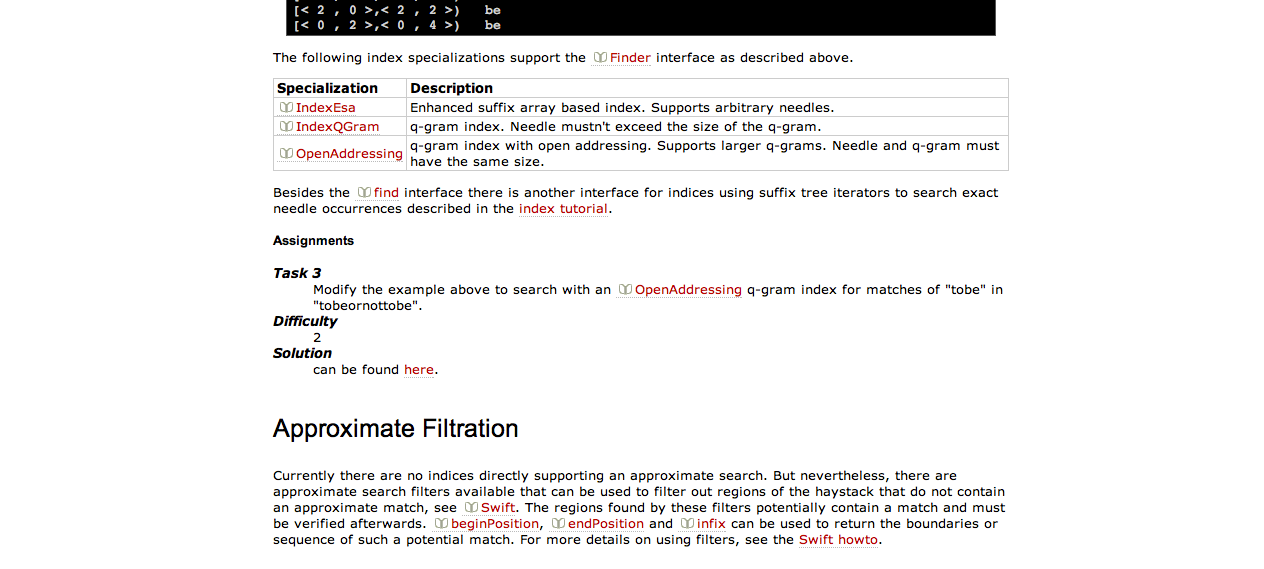 [< 2 , 0 >,< 2 , 2 >)   be
[< 0 , 2 >,< 0 , 4 >)   be
The following index specializations support the Finder interface as described above.
Specialization Description
IndexEsa Enhanced suffix array based index. Supports arbitrary needles.
IndexQGram q-gram index. Needle mustn't exceed the size of the q-gram.
OpenAddressing q-gram index with open addressing. Supports larger q-grams. Needle and q-gram must
have the same size.
Besides the find interface there is another interface for indices using suffix tree iterators to search exact
needle occurrences described in the index tutorial.
Assignments
Task 3
Modify the example above to search with an OpenAddressing q-gram index for matches of "tobe" in
"tobeornottobe".
Difficulty
2
Solution
can be found here.
Approximate Filtration
Currently there are no indices directly supporting an approximate search. But nevertheless, there are
approximate search filters available that can be used to filter out regions of the haystack that do not contain
an approximate match, see Swift. The regions found by these filters potentially contain a match and must
be verified afterwards. beginPosition, endPosition and infix can be used to return the boundaries or
sequence of such a potential match. For more details on using filters, see the Swift howto.